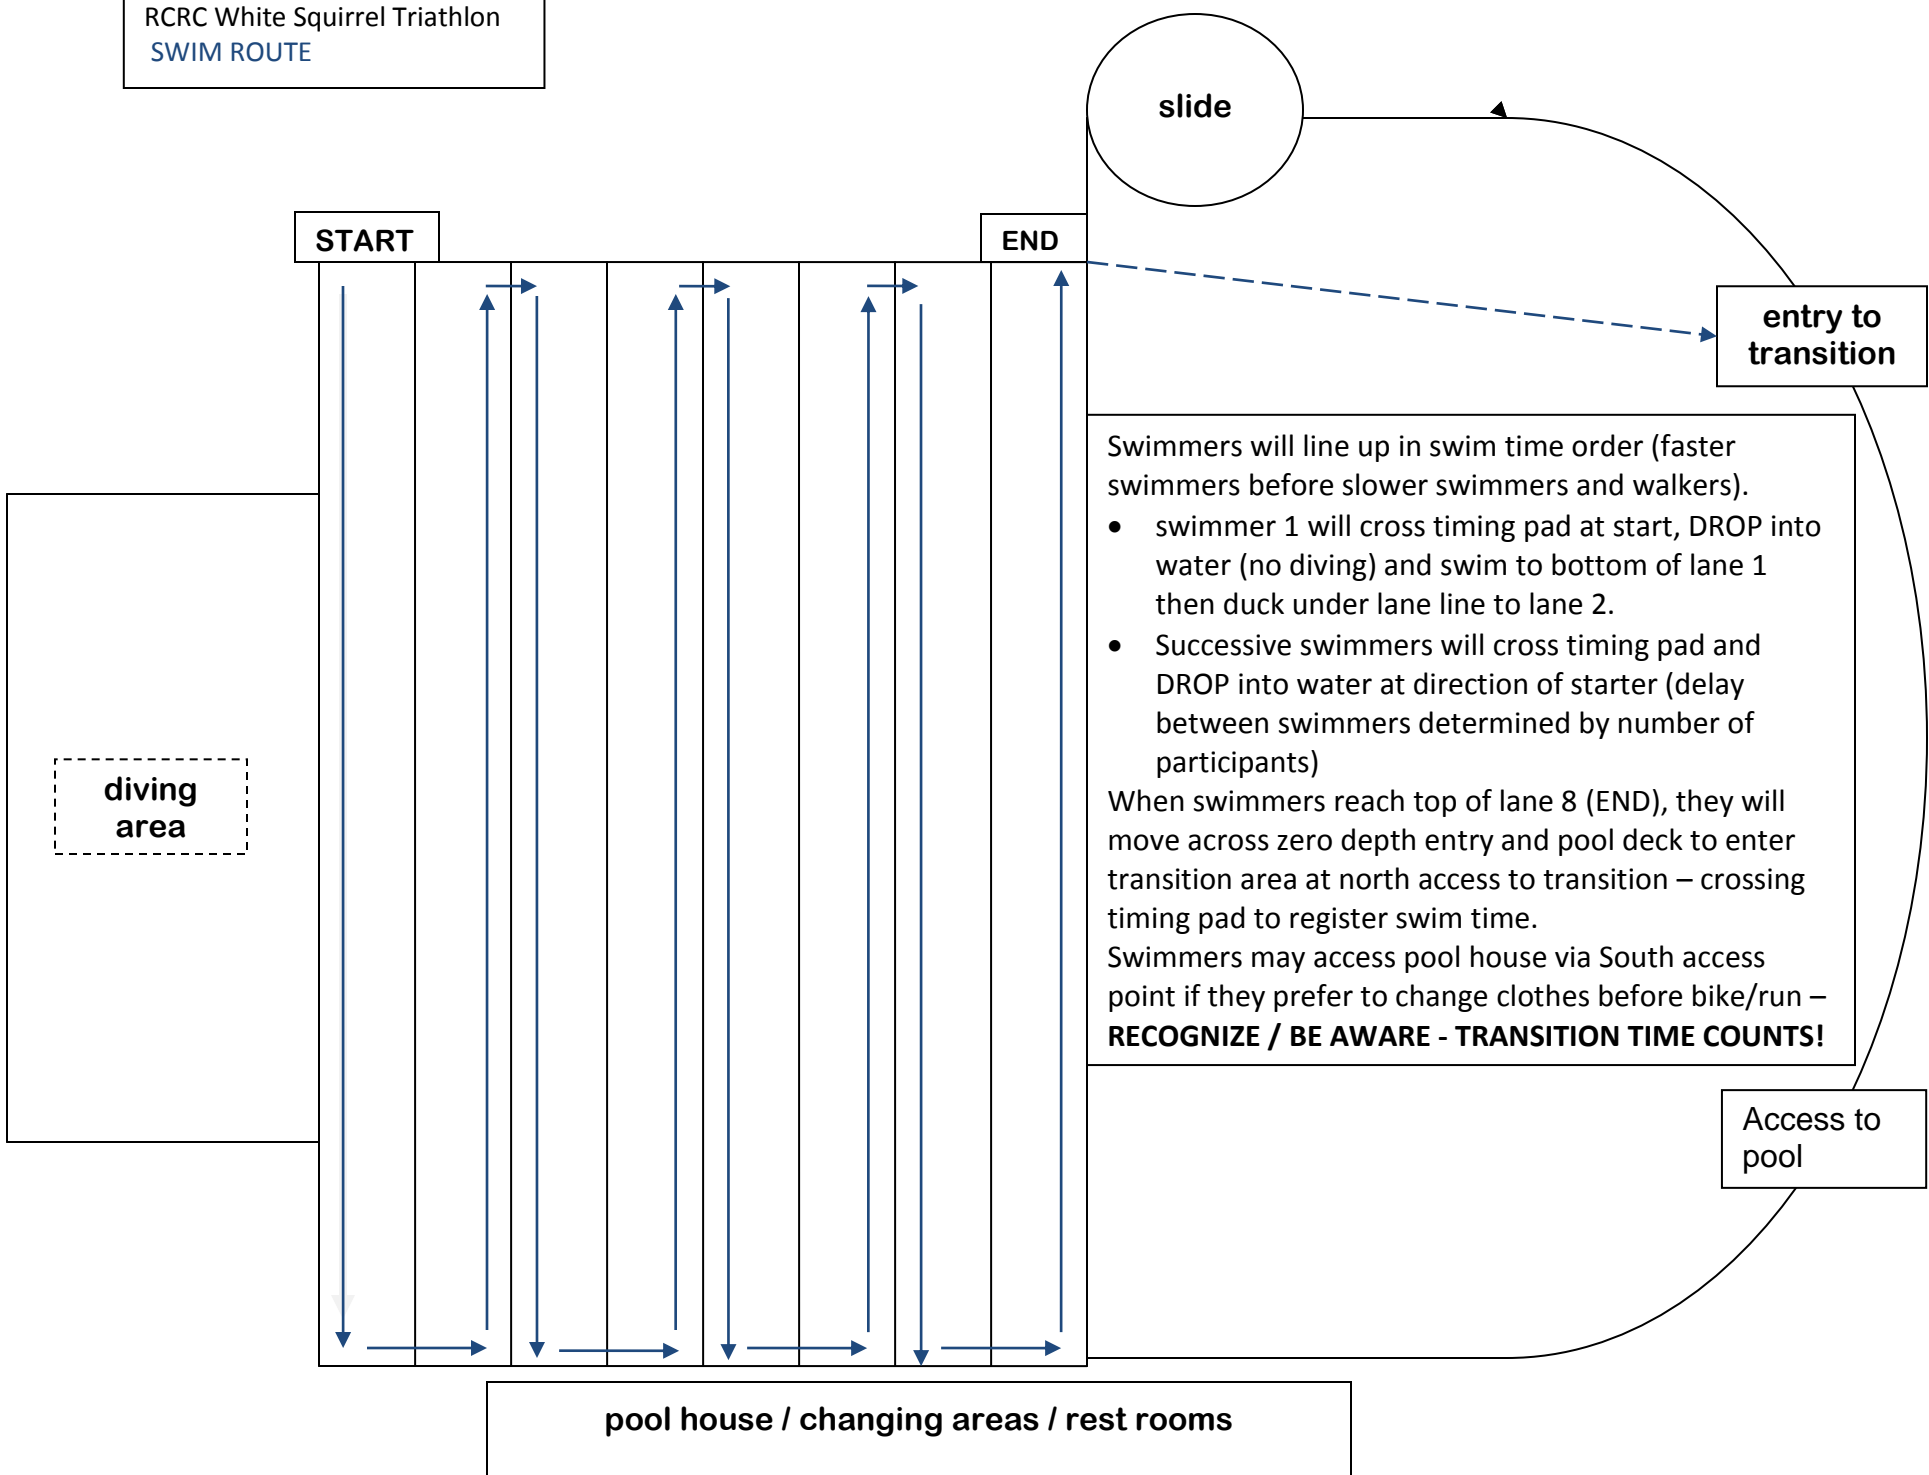 RCRC White Squirrel Triathlon
SWIM ROUTE
slide
START
END
entry to
transition
Swimmers will line up in swim time order (faster
swimmers before slower swimmers and walkers).
• swimmer 1 will cross timing pad at start, DROP into
water (no diving) and swim to bottom of lane 1
then duck under lane line to lane 2.
• Successive swimmers will cross timing pad and
DROP into water at direction of starter (delay
between swimmers determined by number of
participants)
When swimmers reach top of lane 8 (END), they will
move across zero depth entry and pool deck to enter
transition area at north access to transition – crossing
timing pad to register swim time.
Swimmers may access pool house via South access
point if they prefer to change clothes before bike/run –
RECOGNIZE / BE AWARE - TRANSITION TIME COUNTS!
diving
area
Access to
pool
pool house / changing areas / rest rooms